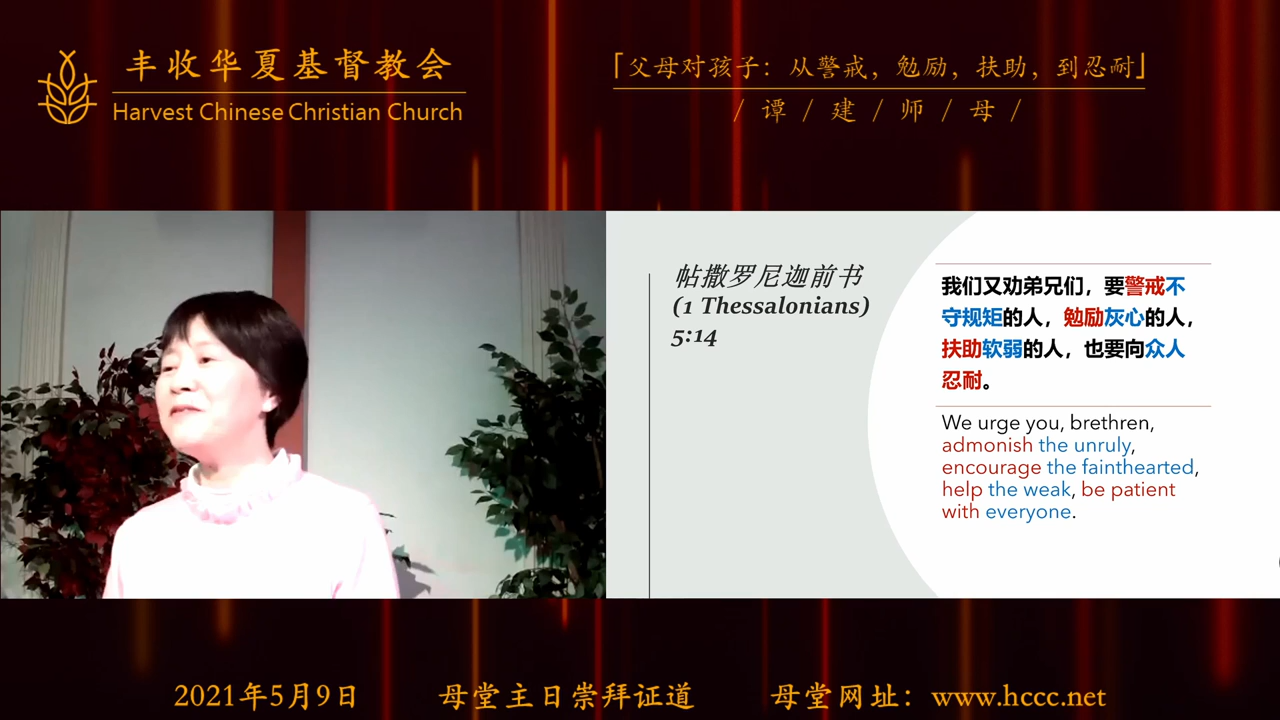 丰收华夏基督教会
Harvest Chinese Christian Church
「父母对孩子：从警戒，勉励，扶助，到忍耐」
/ 谭 / 建 / 师 / 母 /
帖撒罗尼迦前书
(1 Thessalonians)
5:14
我们又劝弟兄们，要警戒不
守规矩的人，勉励灰心的人，
扶助软弱的人，也要向众人
忍耐。
We urge you, brethren,
admonish the unruly,
encourage the fainthearted,
help the weak, be patient
with everyone.
2021年5月9日 母堂主日崇拜证道 母堂网址：www.hccc.net